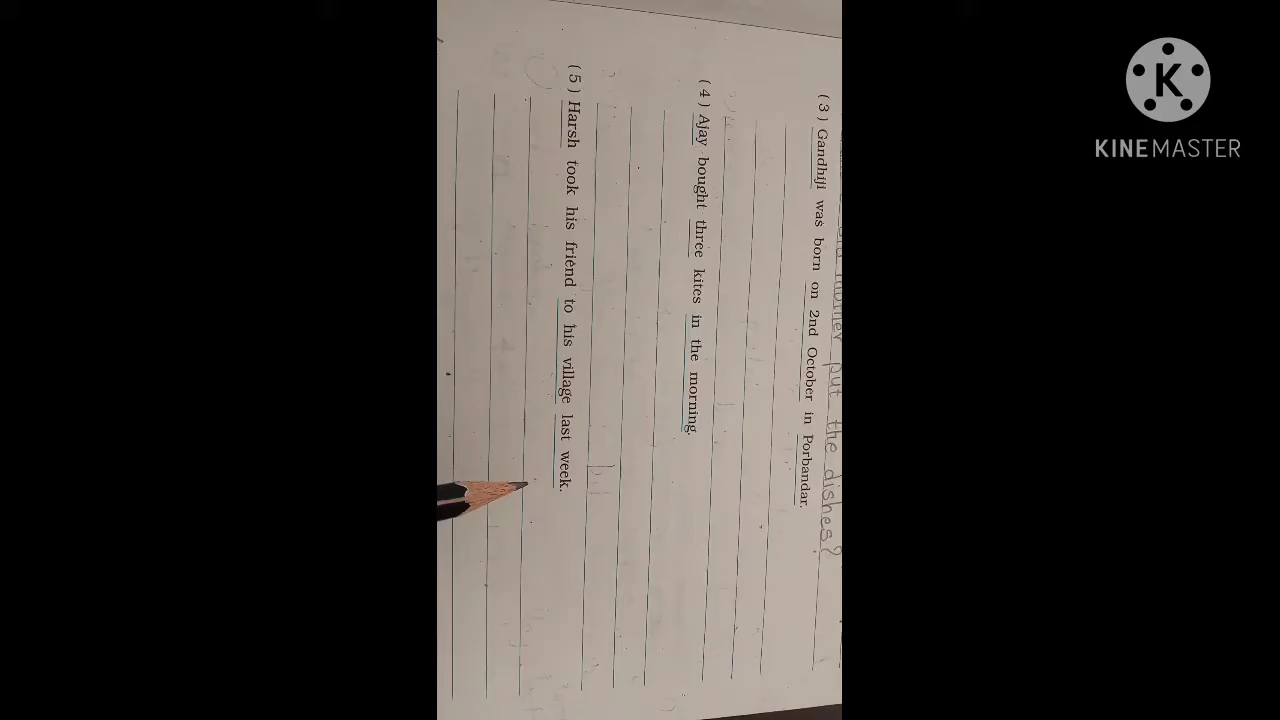 put the dishes?
(3) Gandhiji was born on 2nd October in Porbandar.
(4) Ajay bought three kites in the morning.
(5) Harsh took his friend to his village last week.
K
KINEMASTER